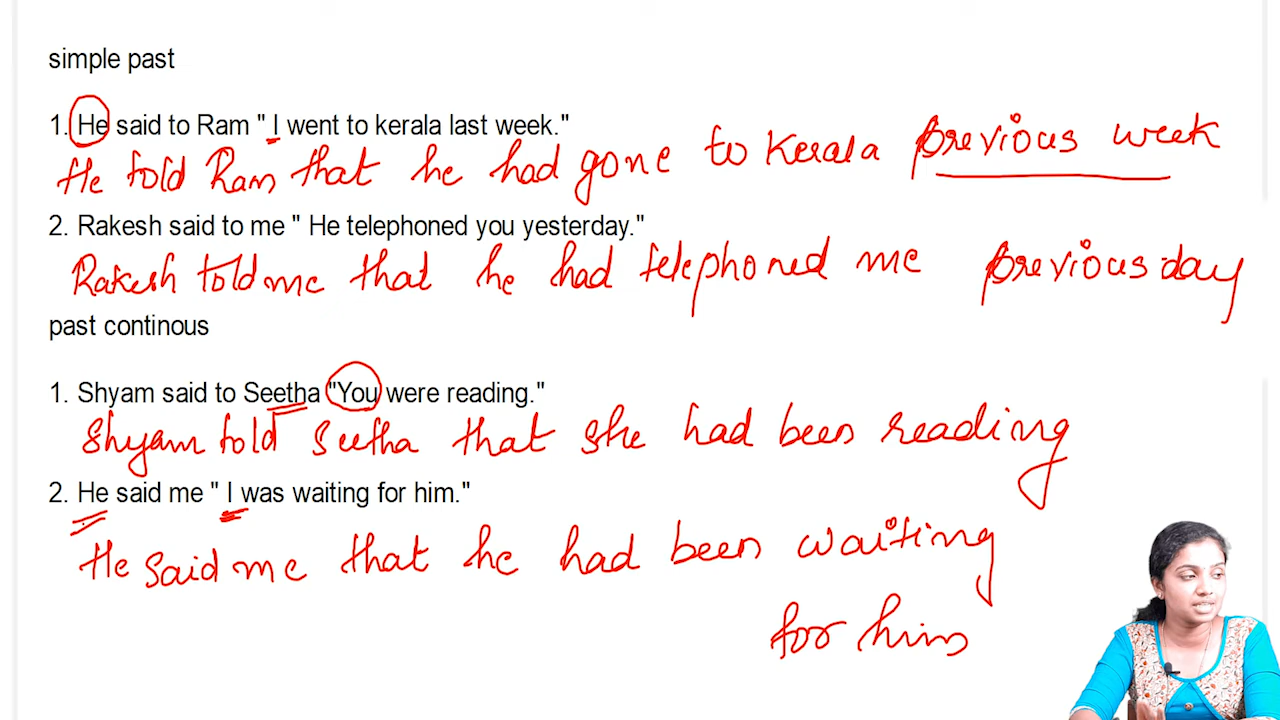 simple past
1. He said to Ram " I went to kerala last week."
He told Ram that he had gone to Kerala previous week
2. Rakesh said to me " He telephoned you yesterday."
Rakesh told me that he had telephoned me previous day
past continous
1. Shyam said to Seetha "You were reading."
Shyam told Seetha that she had been reading
2. He said me " I was waiting for him."
He said me that he had been waiting
for him